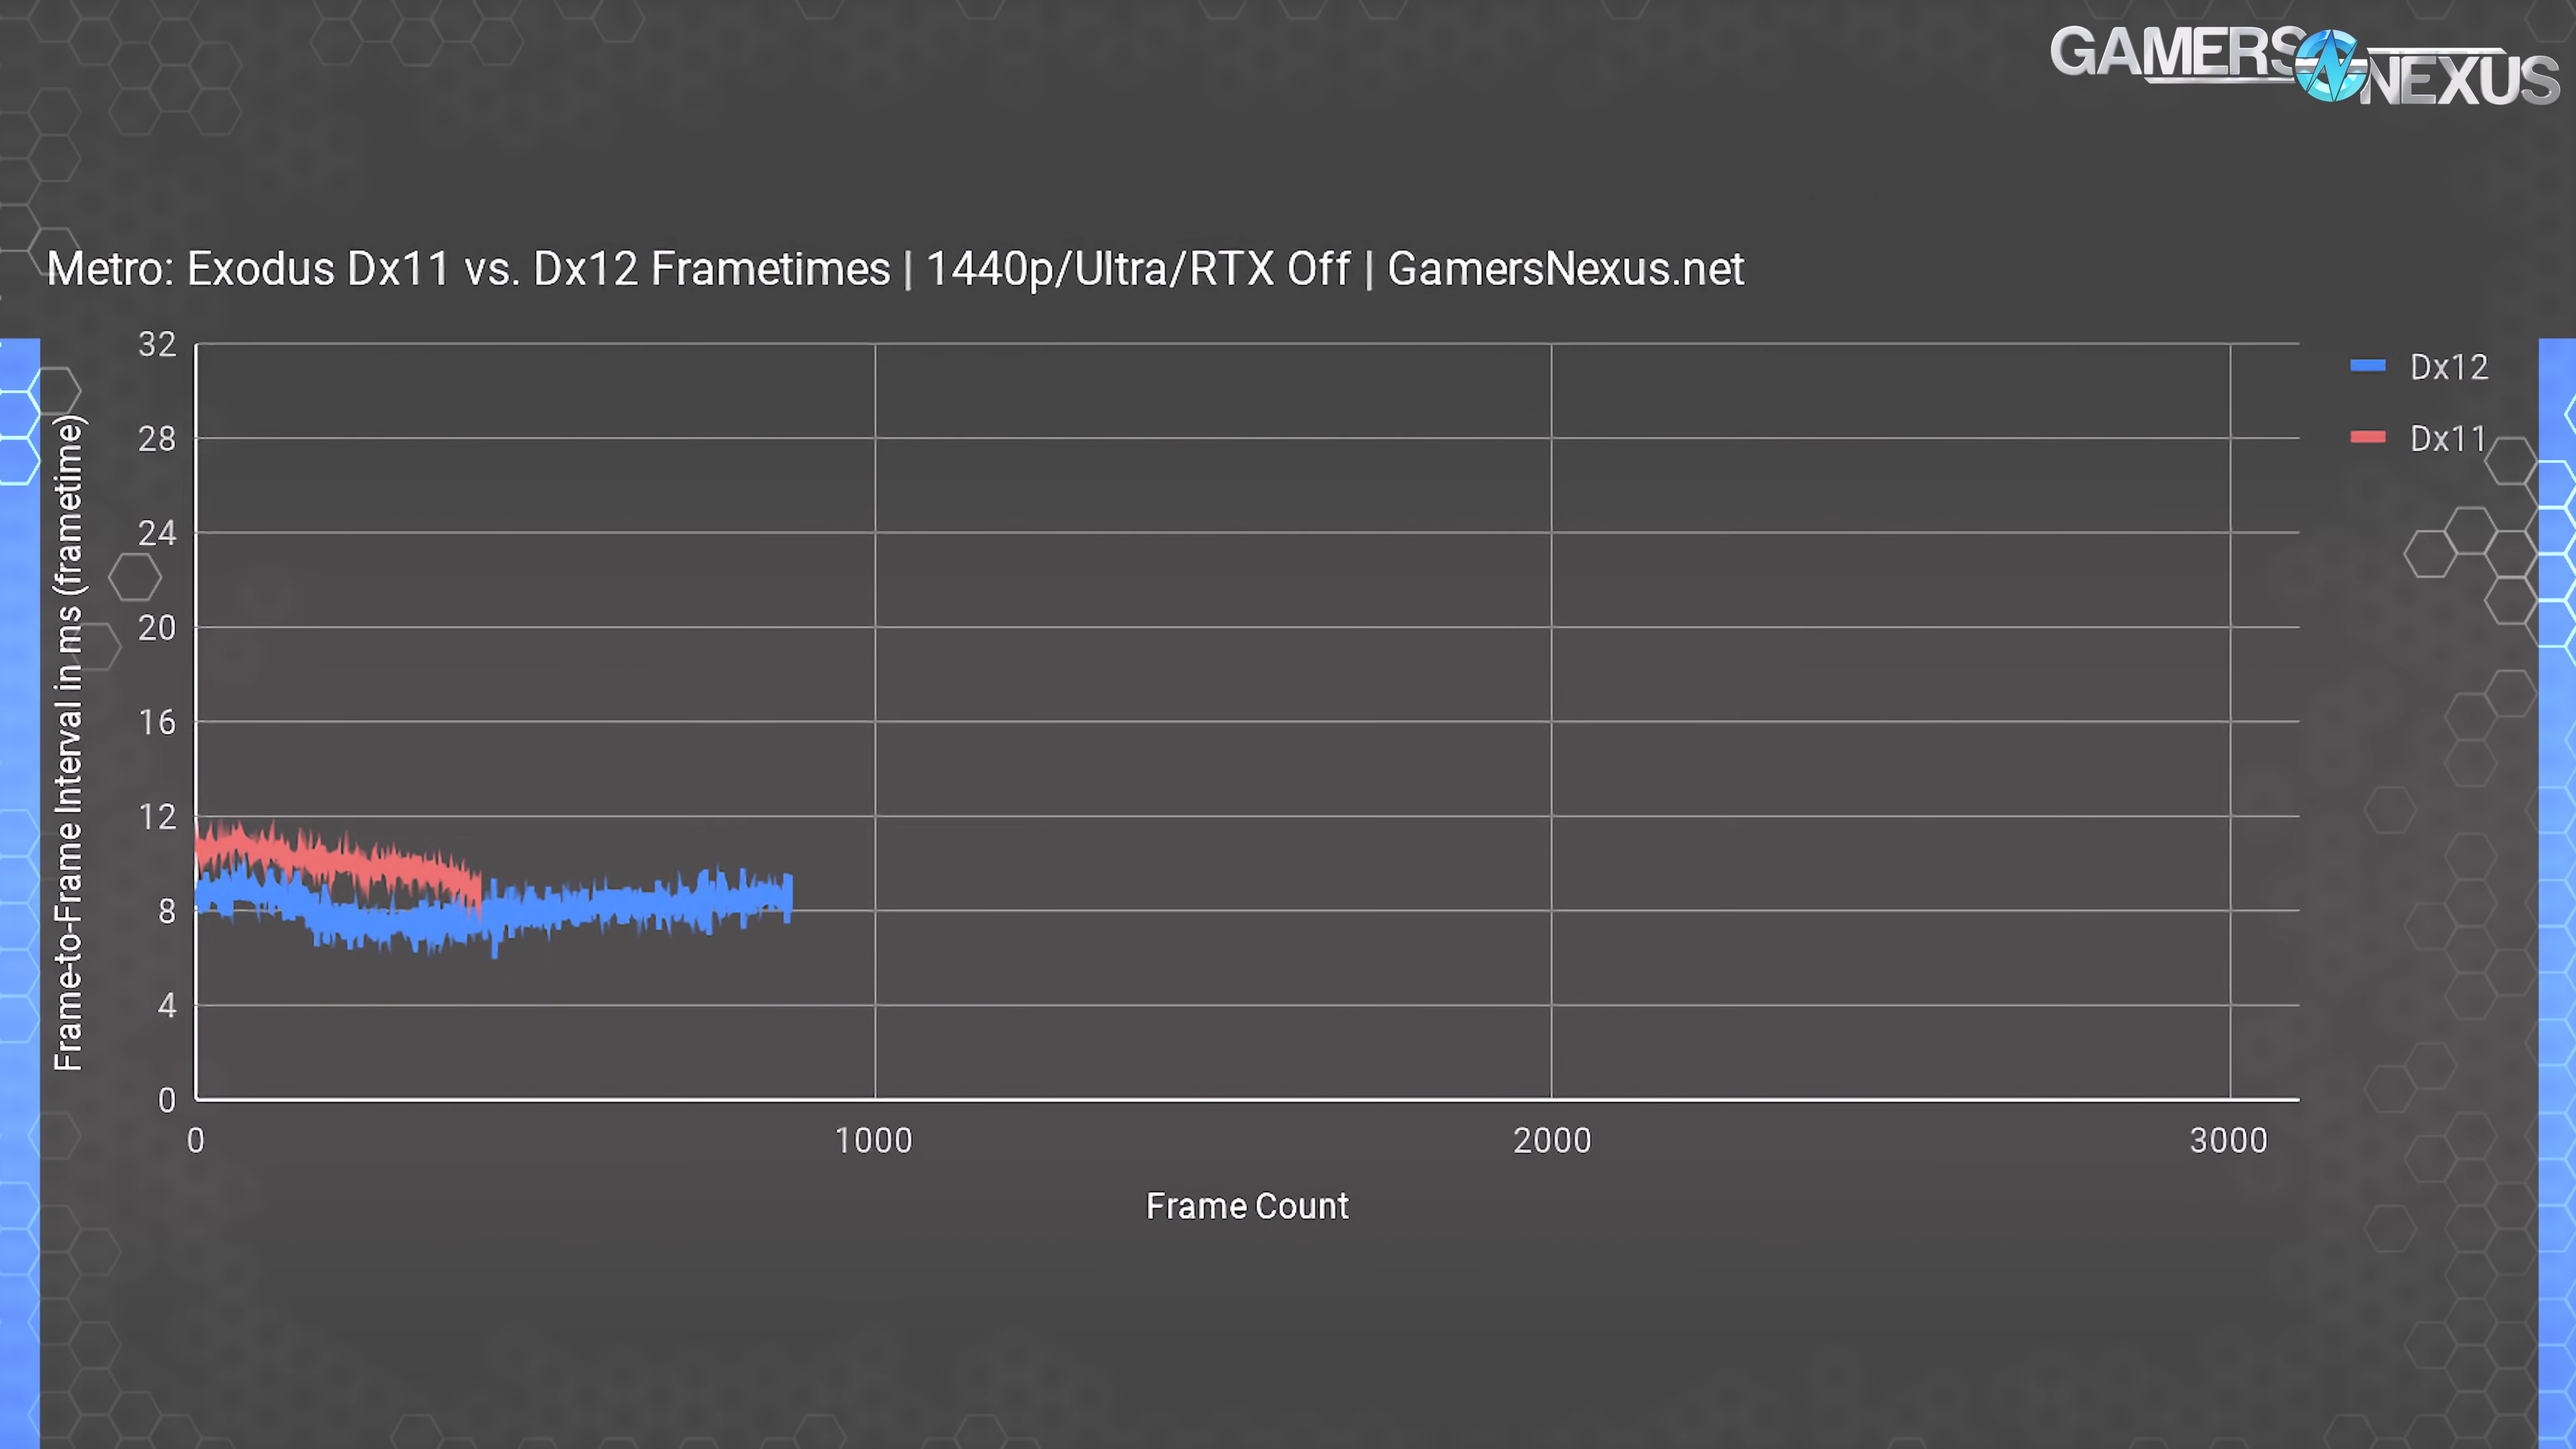 GAMERS NEXUS
Metro: Exodus Dx11 vs. Dx12 Frametimes | 1440p/Ultra/RTX Off | GamersNexus.net
Frame-to-Frame Interval in ms (frametime)
32
28
24
20
16
12
8
4
0
0 1000 2000 3000
Frame Count
Dx12
Dx11